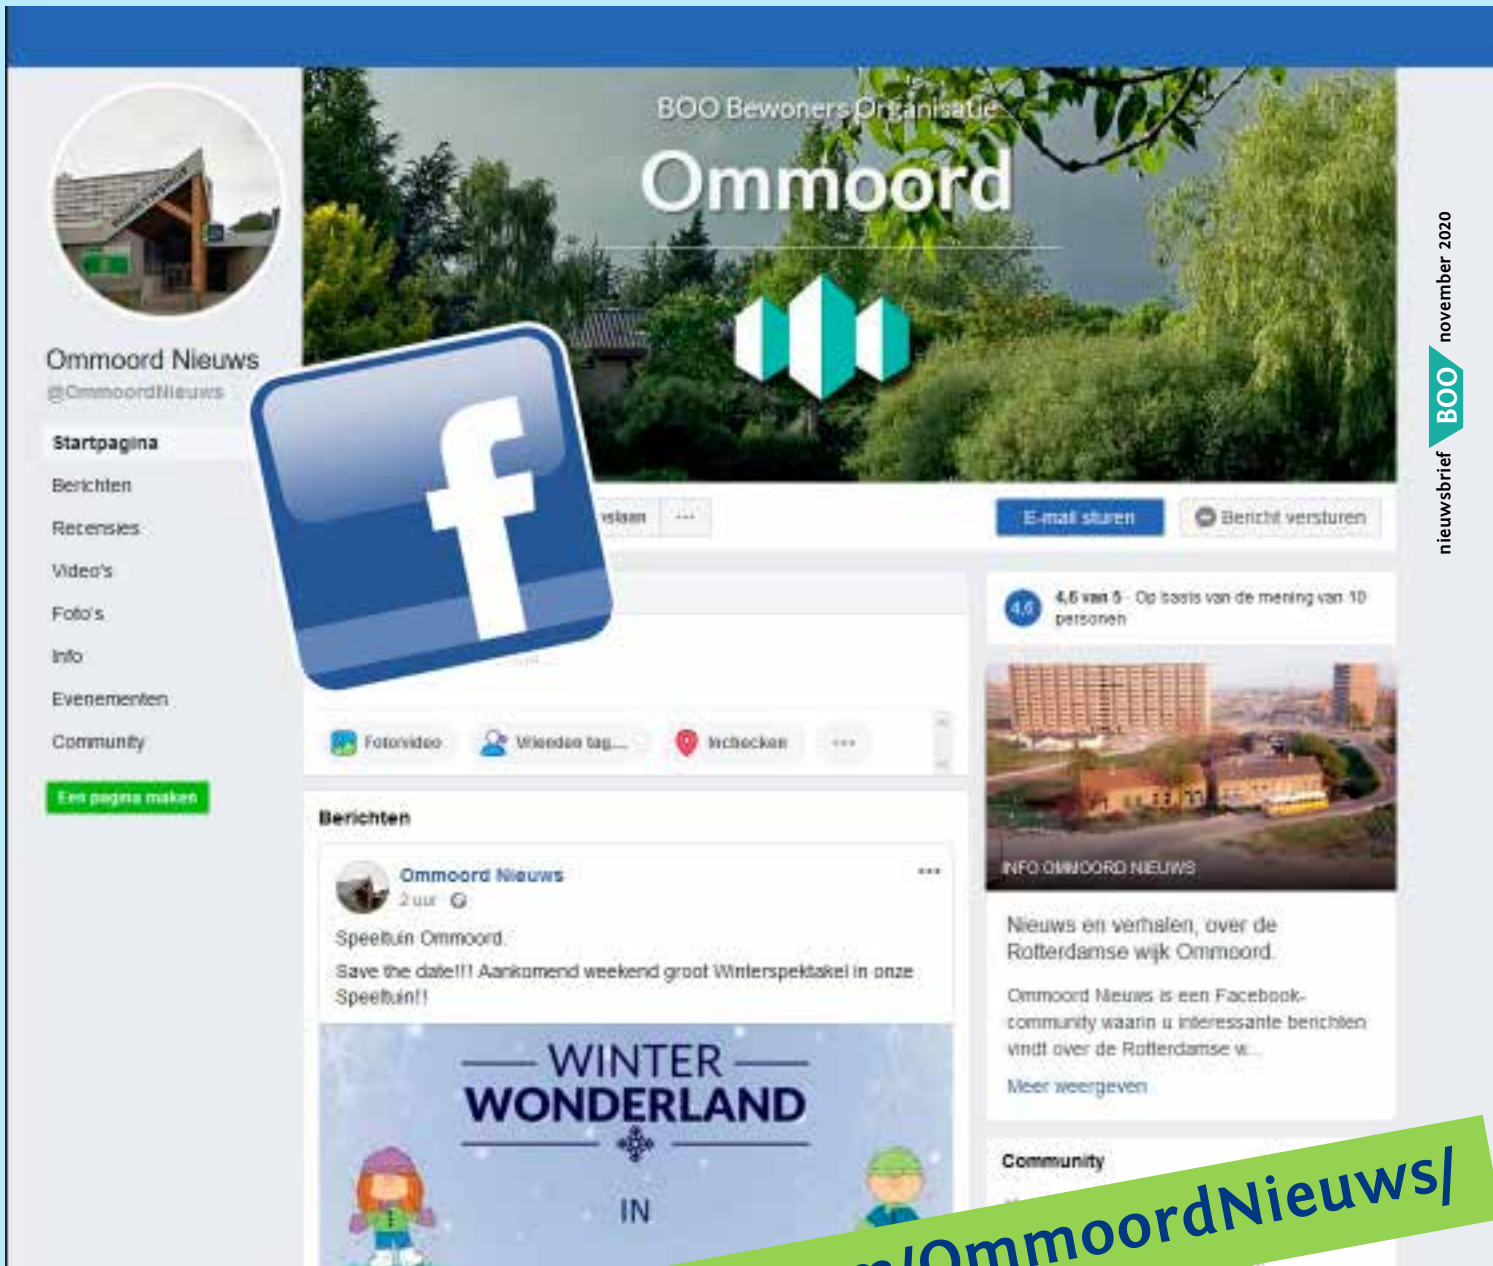 BOO Bewoners Organisatie
Ommoord
Ommoord Nieuws
@OmmoordNieuws
Startpagina
Berichten
Recensies
Video's
Foto's
Info
Evenementen
Community
Een pagina maken
E-mail sturen
Bericht versturen
4,6
4,6 van 5 · Op basis van de mening van 10
personen
Foto/video
Vrienden tag...
Inchecken
Berichten
Ommoord Nieuws
2 uur
Speeltuin Ommoord.
Save the date!!! Aankomend weekend groot Winterspektakel in onze
Speeltuin!!
WINTER
WONDERLAND
IN
INFO OMMOORD NIEUWS
Nieuws en verhalen, over de
Rotterdamse wijk Ommoord.
Ommoord Nieuws is een Facebook-
community waarin u interessante berichten
vindt over de Rotterdamse w...
Meer weergeven
Community
/OmmoordNieuws/
nieuwsbrief BOO november 2020